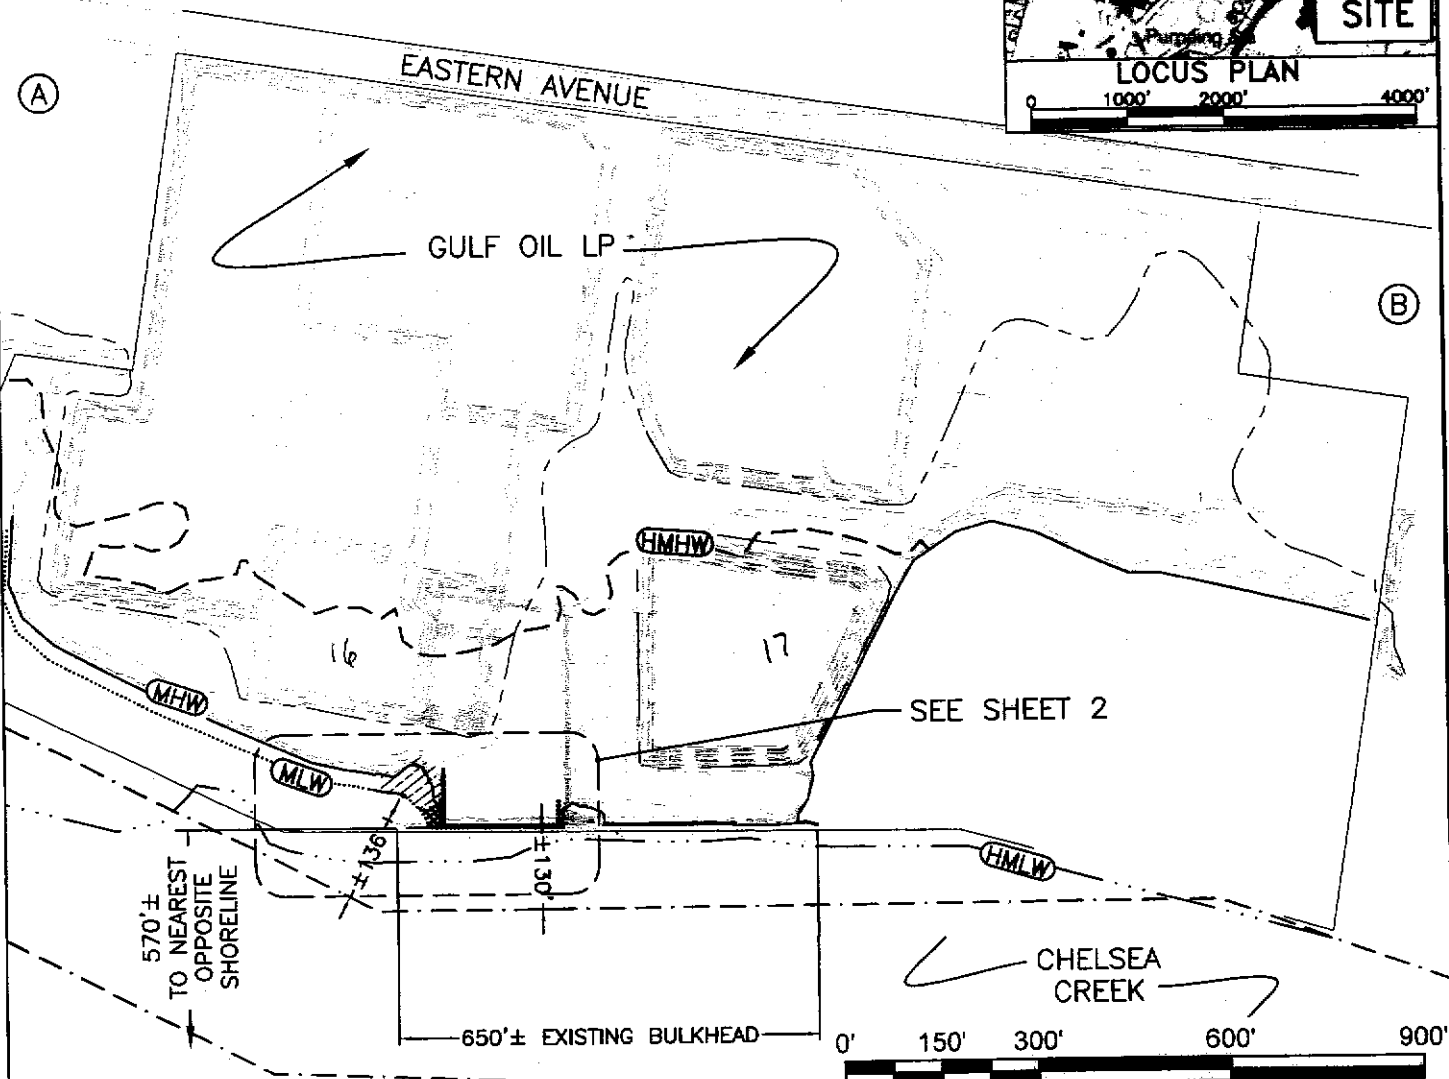 SITE
Pumping Sta
LOCUS PLAN
0 1000' 2000' 4000'
EASTERN AVENUE
A
GULF OIL LP
B
HMHW
16
17
MHW
SEE SHEET 2
MLW
±136'
±130'
HMLW
570'±
TO NEAREST
OPPOSITE
SHORELINE
CHELSEA
CREEK
650'± EXISTING BULKHEAD
0' 150' 300' 600' 900'